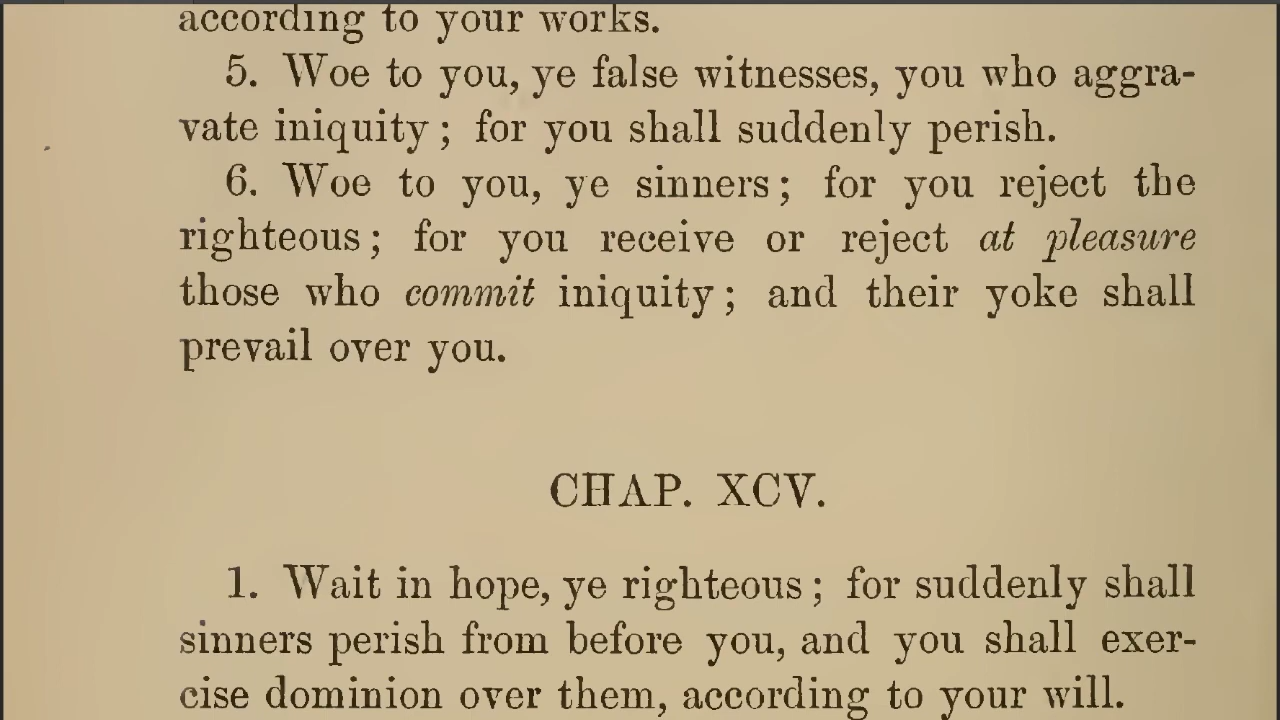 according to your works.
5. Woe to you, ye false witnesses, you who aggra-
vate iniquity; for you shall suddenly perish.
6. Woe to you, ye sinners; for you reject the
righteous; for you receive or reject at pleasure
those who commit iniquity; and their yoke shall
prevail over you.
CHAP. XCV.
1. Wait in hope, ye righteous; for suddenly shall
sinners perish from before you, and you shall exer-
cise dominion over them, according to your will.